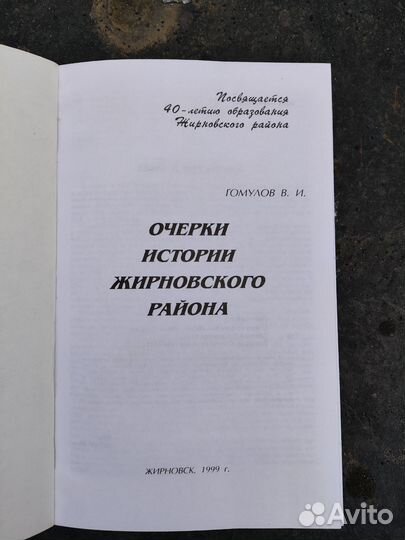 Посвящается
40-летию образования
Жирновского района
ГОМУЛОВ В. И.
ОЧЕРКИ
ИСТОРИИ
ЖИРНОВСКОГО
РАЙОНА
ЖИРНОВСК, 1999 г.
Avito